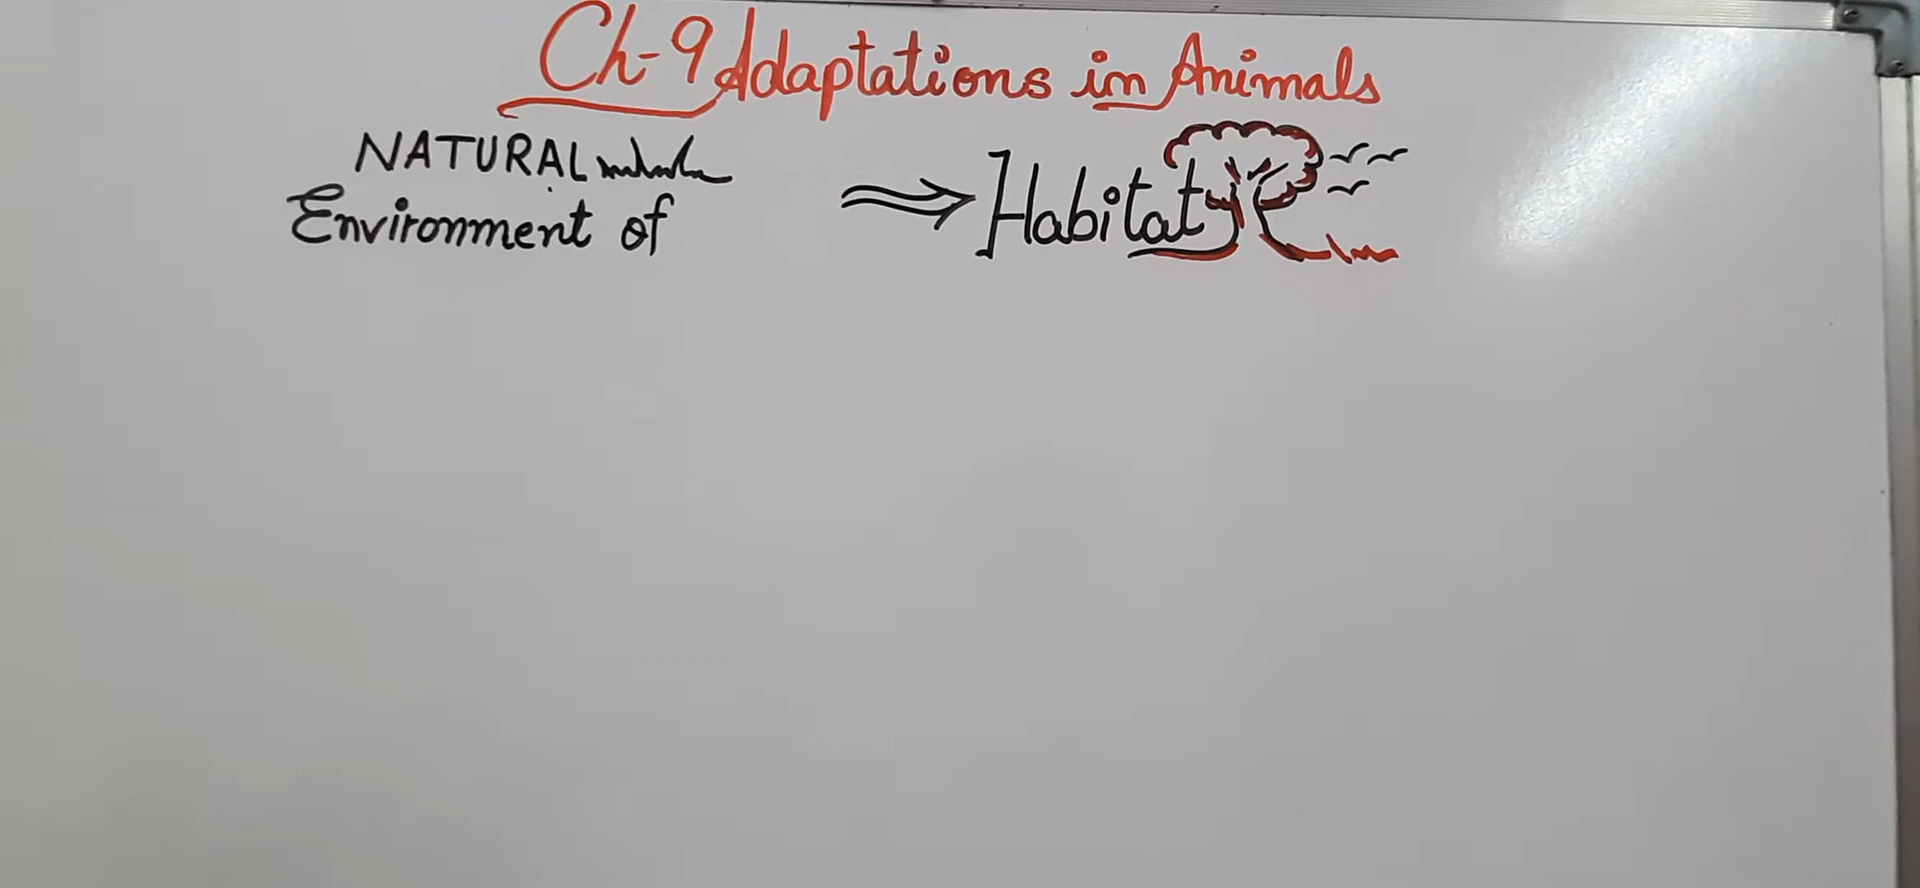 Ch-9 Adaptations in Animals
NATURAL
Environment of
⇒ Habitat